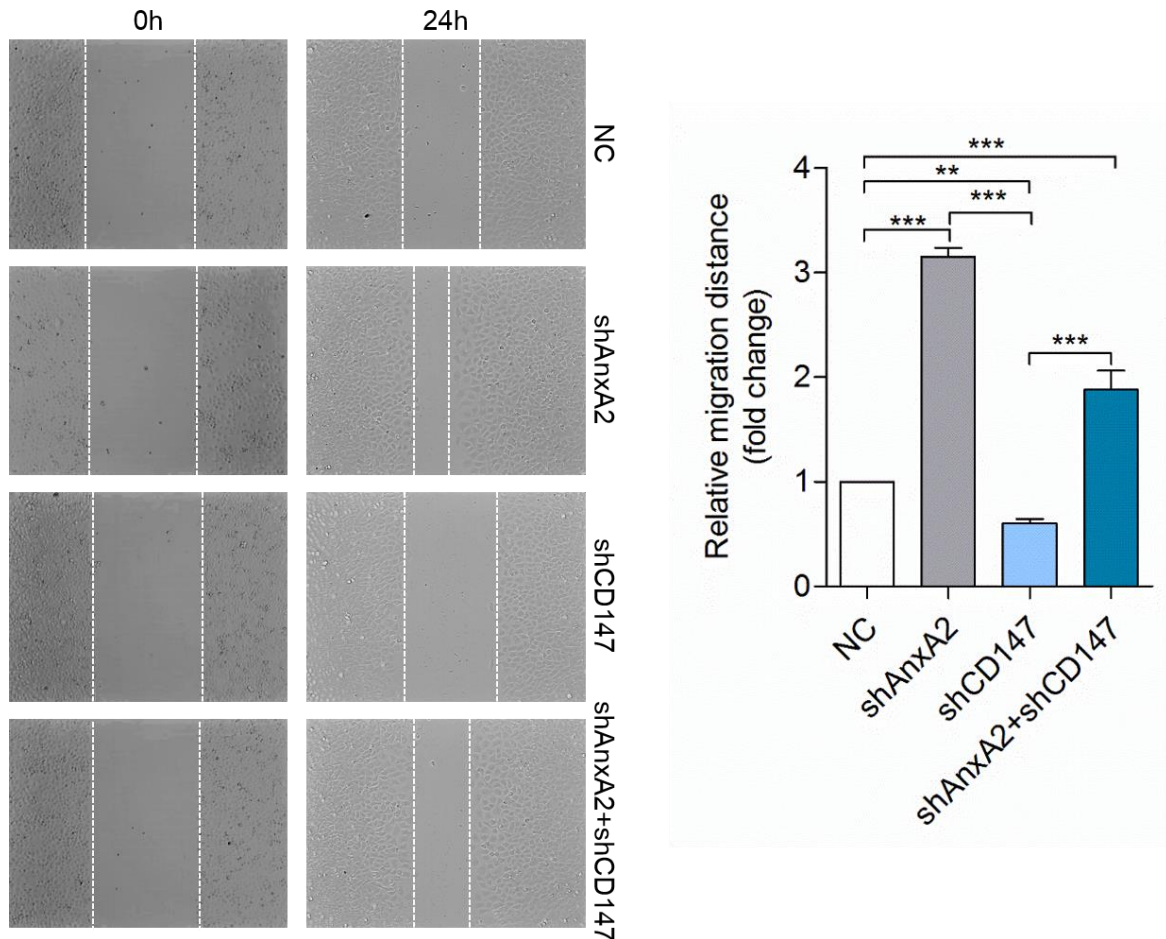 0h 24h
NC
shAnxA2
shCD147
shAnxA2+shCD147
Relative migration distance
(fold change)
4
3
2
1
0
***
**
***
***
***
NC
shAnxA2
shCD147
shAnxA2+shCD147